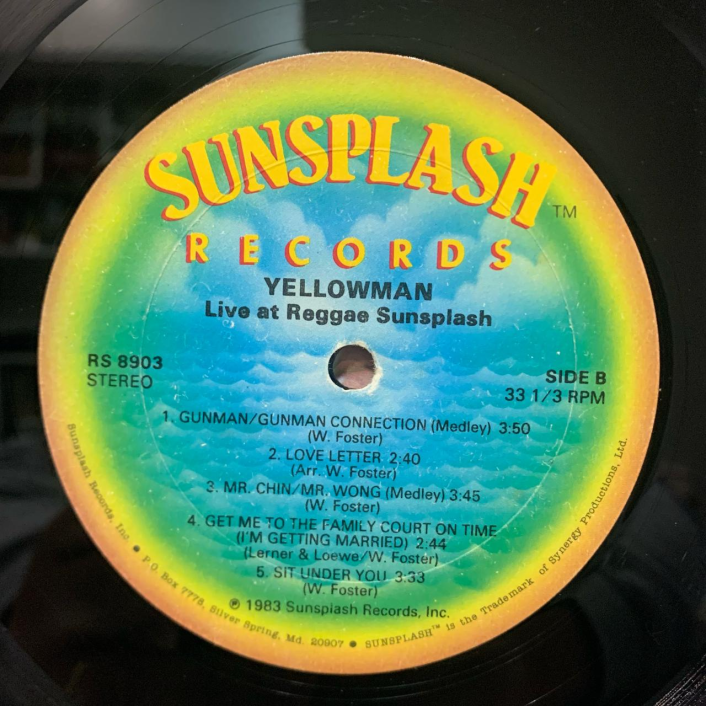 SUNSPLASH™
RECORDS
YELLOWMAN
Live at Reggae Sunsplash
RS 8903
STEREO
SIDE B
33 1/3 RPM
1. GUNMAN/GUNMAN CONNECTION (Medley) 3:50
(W. Foster)
2. LOVE LETTER 2:40
(Arr. W. Foster)
3. MR. CHIN/MR. WONG (Medley) 3:45
(W. Foster)
4. GET ME TO THE FAMILY COURT ON TIME
(I'M GETTING MARRIED) 2:44
(Lerner & Loewe/W. Foster)
5. SIT UNDER YOU 3:33
(W. Foster)
℗ 1983 Sunsplash Records, Inc.
Sunsplash Records, Inc. • P.O. Box 7778, Silver Spring, Md. 20907 • SUNSPLASH™ is the Trademark of Synergy Productions, Ltd.